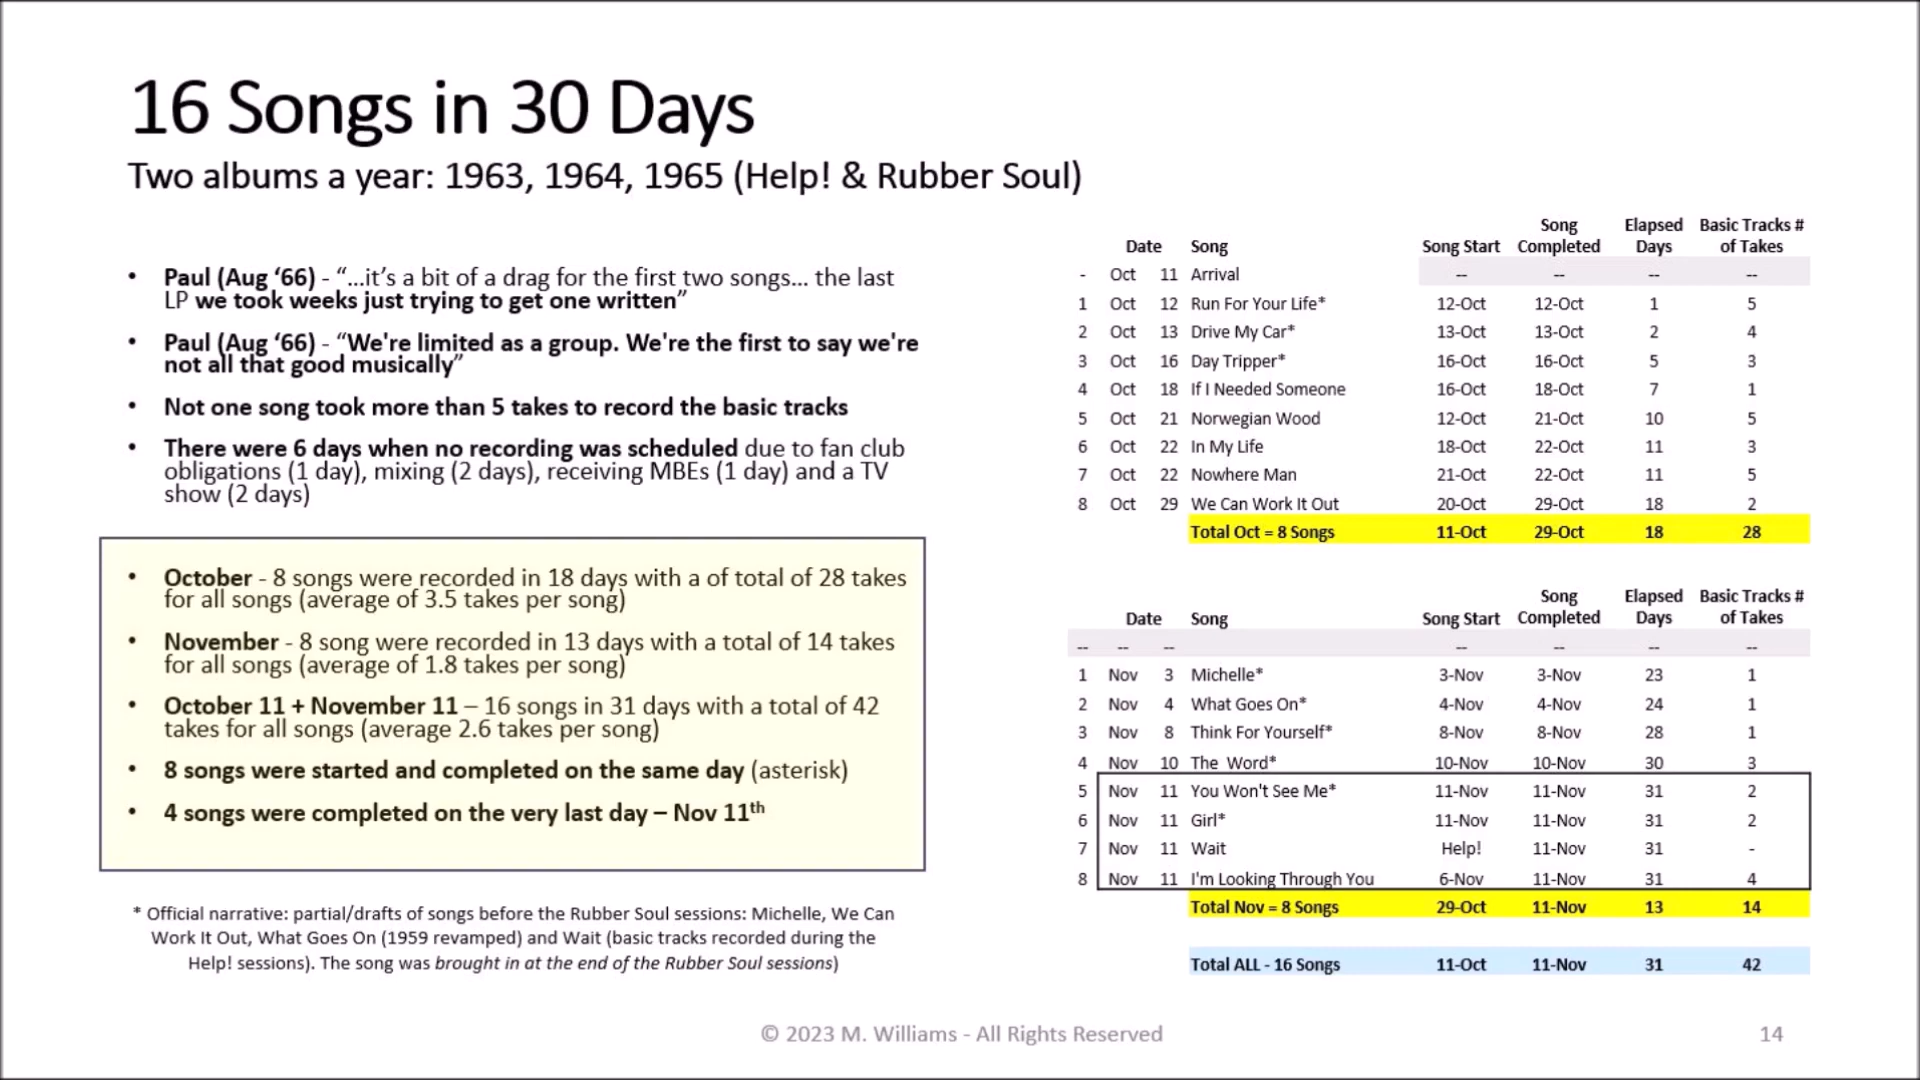 16 Songs in 30 Days
Two albums a year: 1963, 1964, 1965 (Help! & Rubber Soul)
• Paul (Aug ‘66) - “...it’s a bit of a drag for the first two songs... the last
LP we took weeks just trying to get one written”
• Paul (Aug ‘66) - “We're limited as a group. We're the first to say we're
not all that good musically”
• Not one song took more than 5 takes to record the basic tracks
• There were 6 days when no recording was scheduled due to fan club
obligations (1 day), mixing (2 days), receiving MBEs (1 day) and a TV
show (2 days)
• October - 8 songs were recorded in 18 days with a of total of 28 takes
for all songs (average of 3.5 takes per song)
• November - 8 song were recorded in 13 days with a total of 14 takes
for all songs (average of 1.8 takes per song)
• October 11 + November 11 – 16 songs in 31 days with a total of 42
takes for all songs (average 2.6 takes per song)
• 8 songs were started and completed on the same day (asterisk)
• 4 songs were completed on the very last day – Nov 11th
* Official narrative: partial/drafts of songs before the Rubber Soul sessions: Michelle, We Can
Work It Out, What Goes On (1959 revamped) and Wait (basic tracks recorded during the
Help! sessions). The song was brought in at the end of the Rubber Soul sessions)
Song Elapsed Basic Tracks #
Date Song Song Start Completed Days of Takes
- Oct 11 Arrival -- -- -- --
1 Oct 12 Run For Your Life* 12-Oct 12-Oct 1 5
2 Oct 13 Drive My Car* 13-Oct 13-Oct 2 4
3 Oct 16 Day Tripper* 16-Oct 16-Oct 5 3
4 Oct 18 If I Needed Someone 16-Oct 18-Oct 7 1
5 Oct 21 Norwegian Wood 12-Oct 21-Oct 10 5
6 Oct 22 In My Life 18-Oct 22-Oct 11 3
7 Oct 22 Nowhere Man 21-Oct 22-Oct 11 5
8 Oct 29 We Can Work It Out 20-Oct 29-Oct 18 2
Total Oct = 8 Songs 11-Oct 29-Oct 18 28
Song Elapsed Basic Tracks #
Date Song Song Start Completed Days of Takes
-- -- -- -- -- -- --
1 Nov 3 Michelle* 3-Nov 3-Nov 23 1
2 Nov 4 What Goes On* 4-Nov 4-Nov 24 1
3 Nov 8 Think For Yourself* 8-Nov 8-Nov 28 1
4 Nov 10 The Word* 10-Nov 10-Nov 30 3
5 Nov 11 You Won't See Me* 11-Nov 11-Nov 31 2
6 Nov 11 Girl* 11-Nov 11-Nov 31 2
7 Nov 11 Wait Help! 11-Nov 31 -
8 Nov 11 I'm Looking Through You 6-Nov 11-Nov 31 4
Total Nov = 8 Songs 29-Oct 11-Nov 13 14
Total ALL - 16 Songs 11-Oct 11-Nov 31 42
© 2023 M. Williams - All Rights Reserved
14